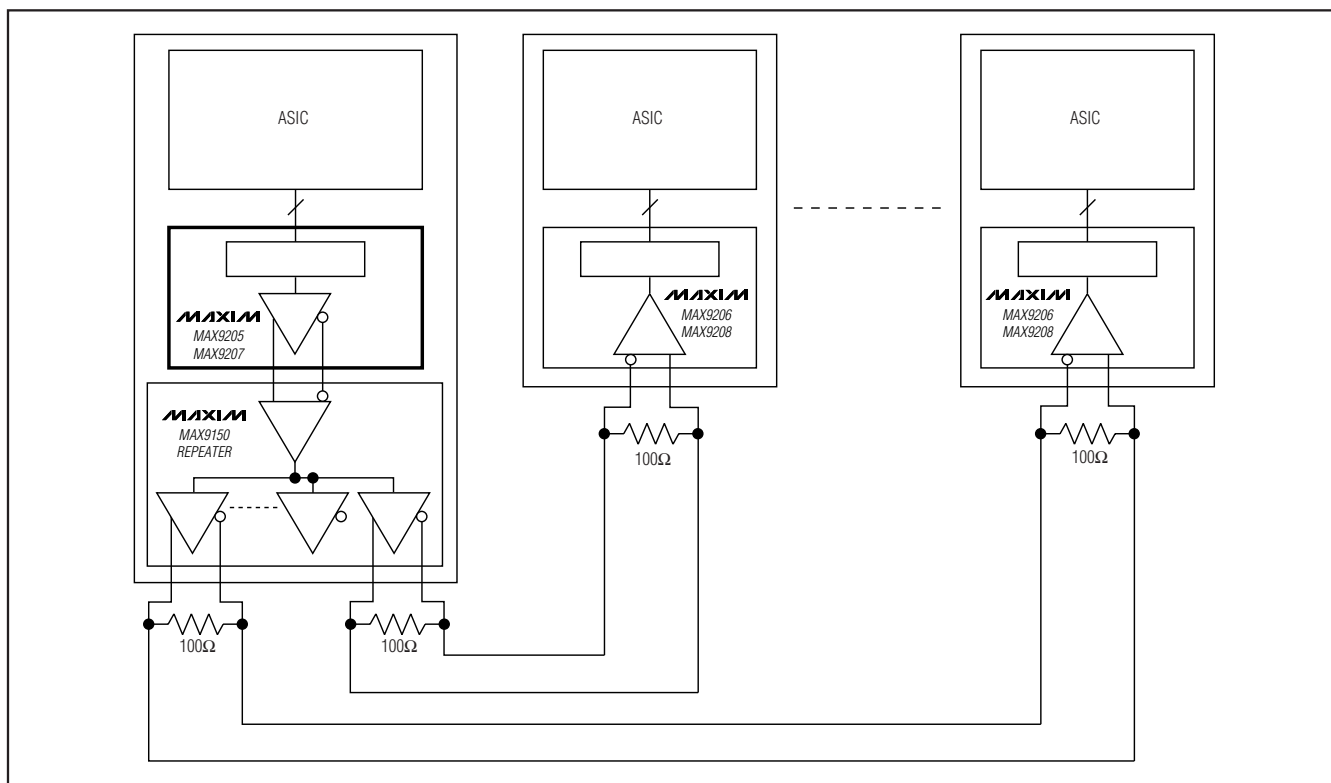 ASIC
ASIC
ASIC
MAXIM
MAX9205
MAX9207
MAXIM
MAX9206
MAX9208
MAXIM
MAX9206
MAX9208
MAXIM
MAX9150
REPEATER
100Ω
100Ω
100Ω
100Ω